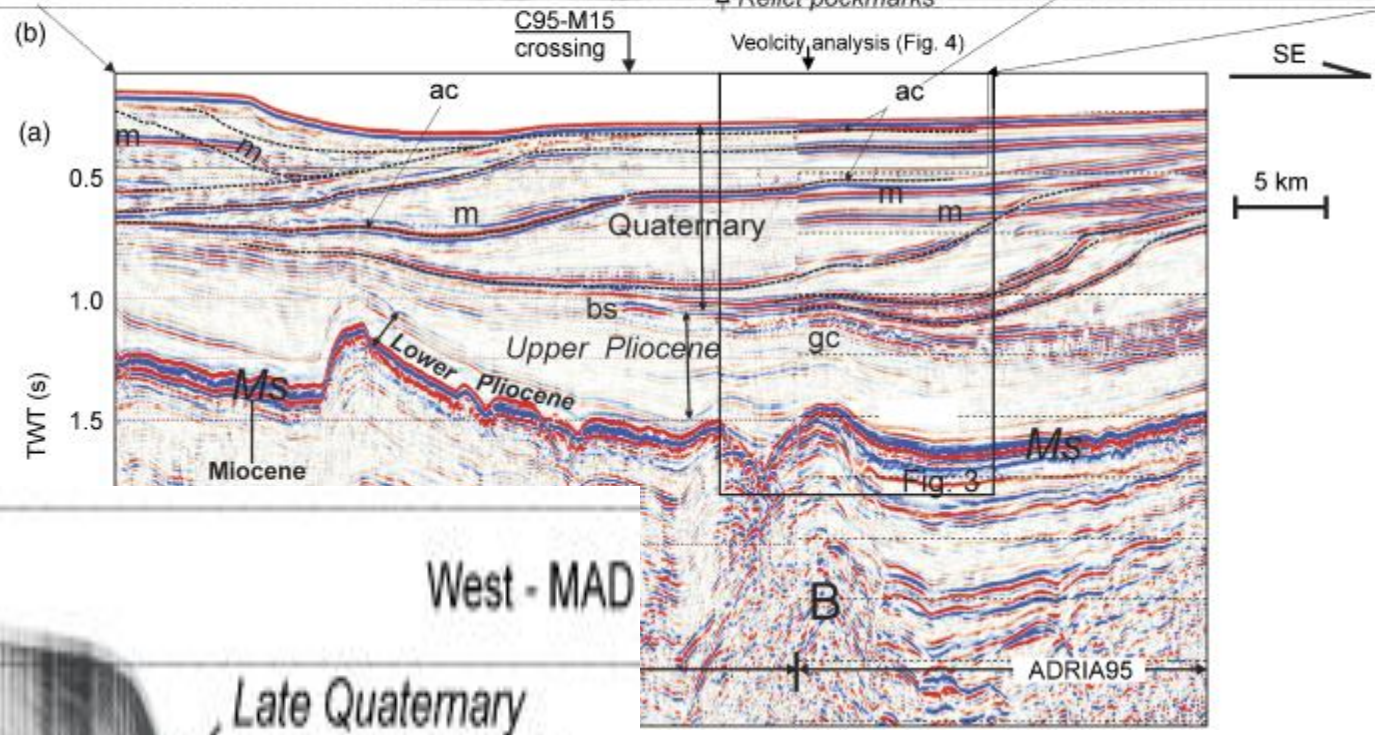 Relict pockmarks
(b)
C95-M15
crossing
Veolcity analysis (Fig. 4)
SE
ac
ac
(a)
m
m
0.5
m
m
m
5 km
Quaternary
1.0
bs
Upper Pliocene
gc
Lower Pliocene
TWT (s)
Ms
1.5
Ms
Miocene
Fig. 3
West - MAD
B
ADRIA95
Late Quaternary